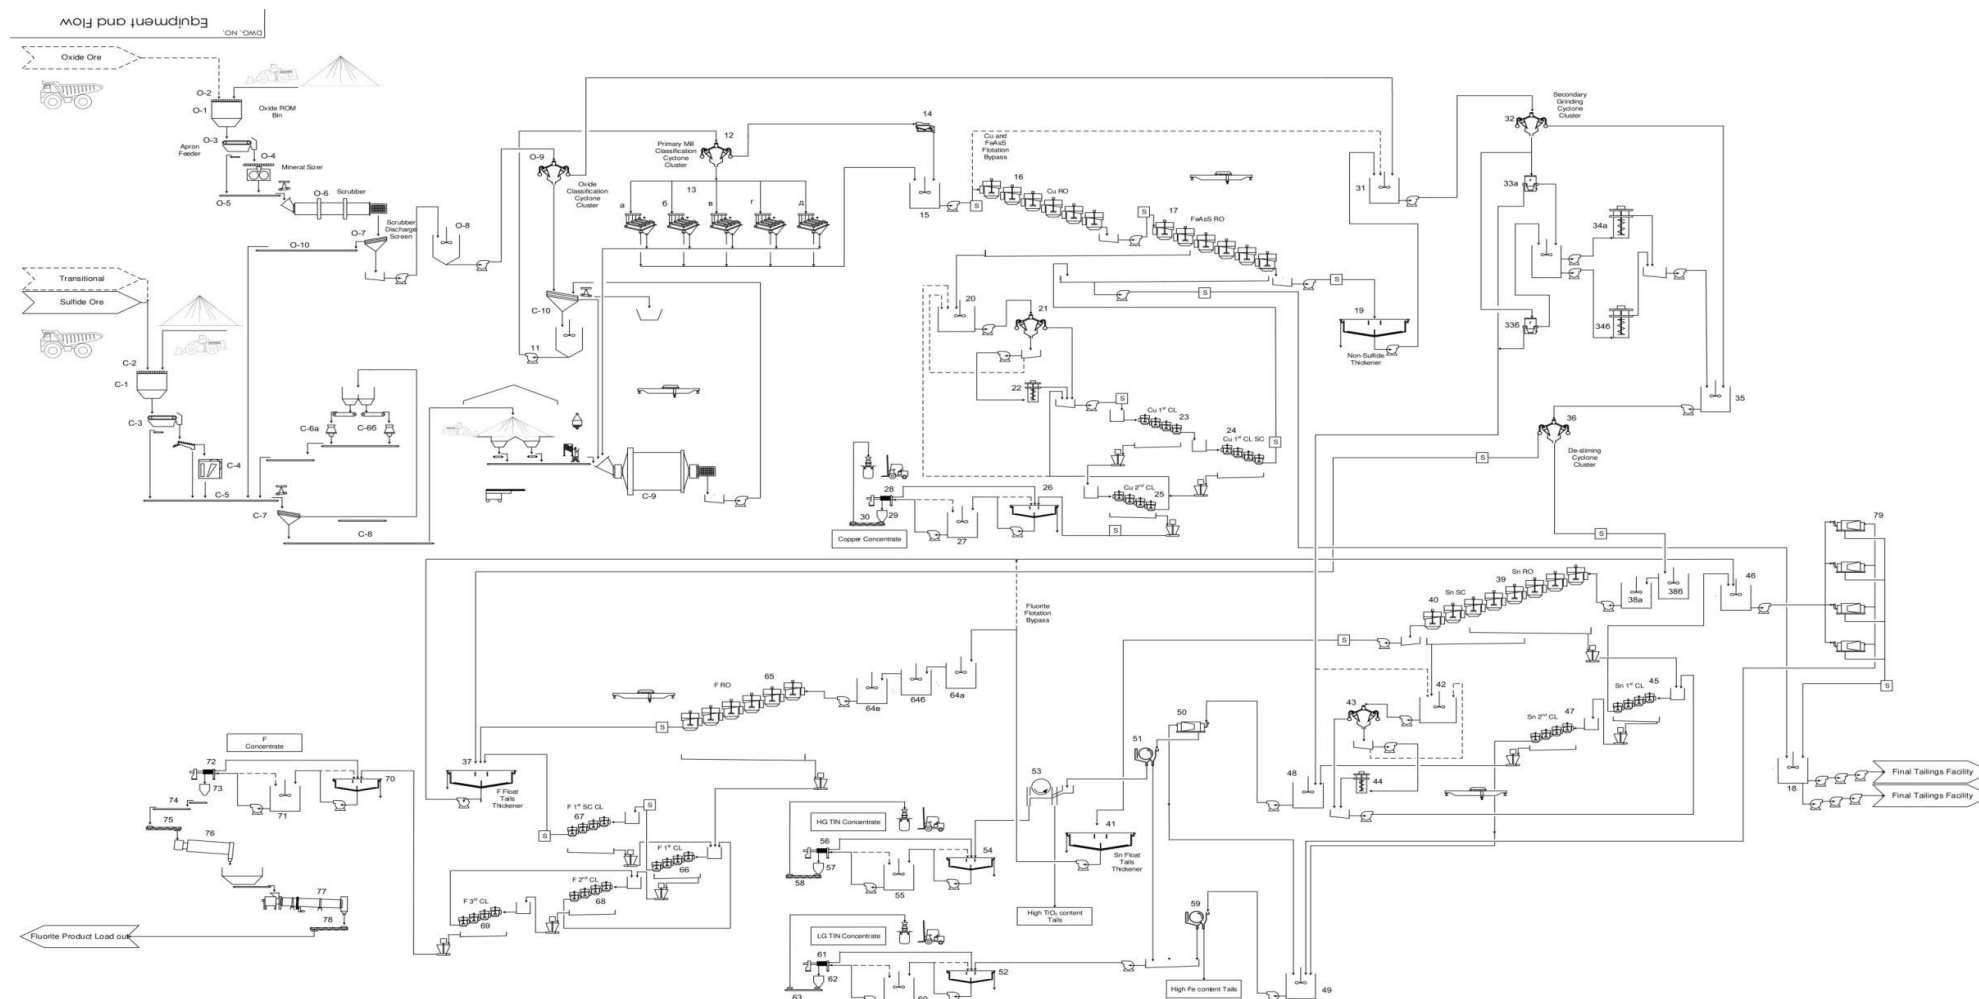 Equipment and Flow
DWG. NO.
Oxide Ore
O-2
O-1
Oxide ROM
Bin
O-3
Apron
Feeder
O-4
Mineral Sizer
O-5
O-6
Scrubber
Scrubber
Discharge
Screen
O-7
O-8
O-10
O-9
Oxide
Classification
Cyclone
Cluster
Transitional
Sulfide Ore
C-2
C-1
C-3
C-4
C-5
C-6а
C-6б
C-7
C-8
C-9
C-10
11
12
Primary Mill
Classification
Cyclone
Cluster
13
а
б
в
г
д
14
15
Cu and
FeAsS
Flotation
Bypass
S
16
Cu RO
S
17
FeAsS RO
S
S
19
Non-Sulfide
Thickener
20
21
22
S
Cu 1st CL
23
24
Cu 1st CL SC
S
Cu 2nd CL
25
S
26
27
28
29
30
Copper Concentrate
31
32
Secondary
Grinding
Cyclone
Cluster
33а
33б
34а
34б
35
36
De-sliming
Cyclone
Cluster
S
S
79
Sn RO
39
Sn SC
40
38а
38б
46
S
S
Sn 1st CL
45
Sn 2nd CL
47
42
43
44
48
18
Final Tailings Facility
Final Tailings Facility
Fluorite
Flotation
Bypass
F RO
65
64в
64б
64а
S
50
51
53
41
Sn Float
Tails
Thickener
F
Concentrate
72
73
74
75
76
77
78
70
71
37
F Float
Tails
Thickener
S
S
F 1st SC CL
67
F 1st CL
66
F 2nd CL
68
F 3rd CL
69
Fluorite Product Load out
HG TIN Concentrate
56
57
58
54
55
High TiO2 content
Tails
59
LG TIN Concentrate
61
62
63
52
60
High Fe content Tails
49